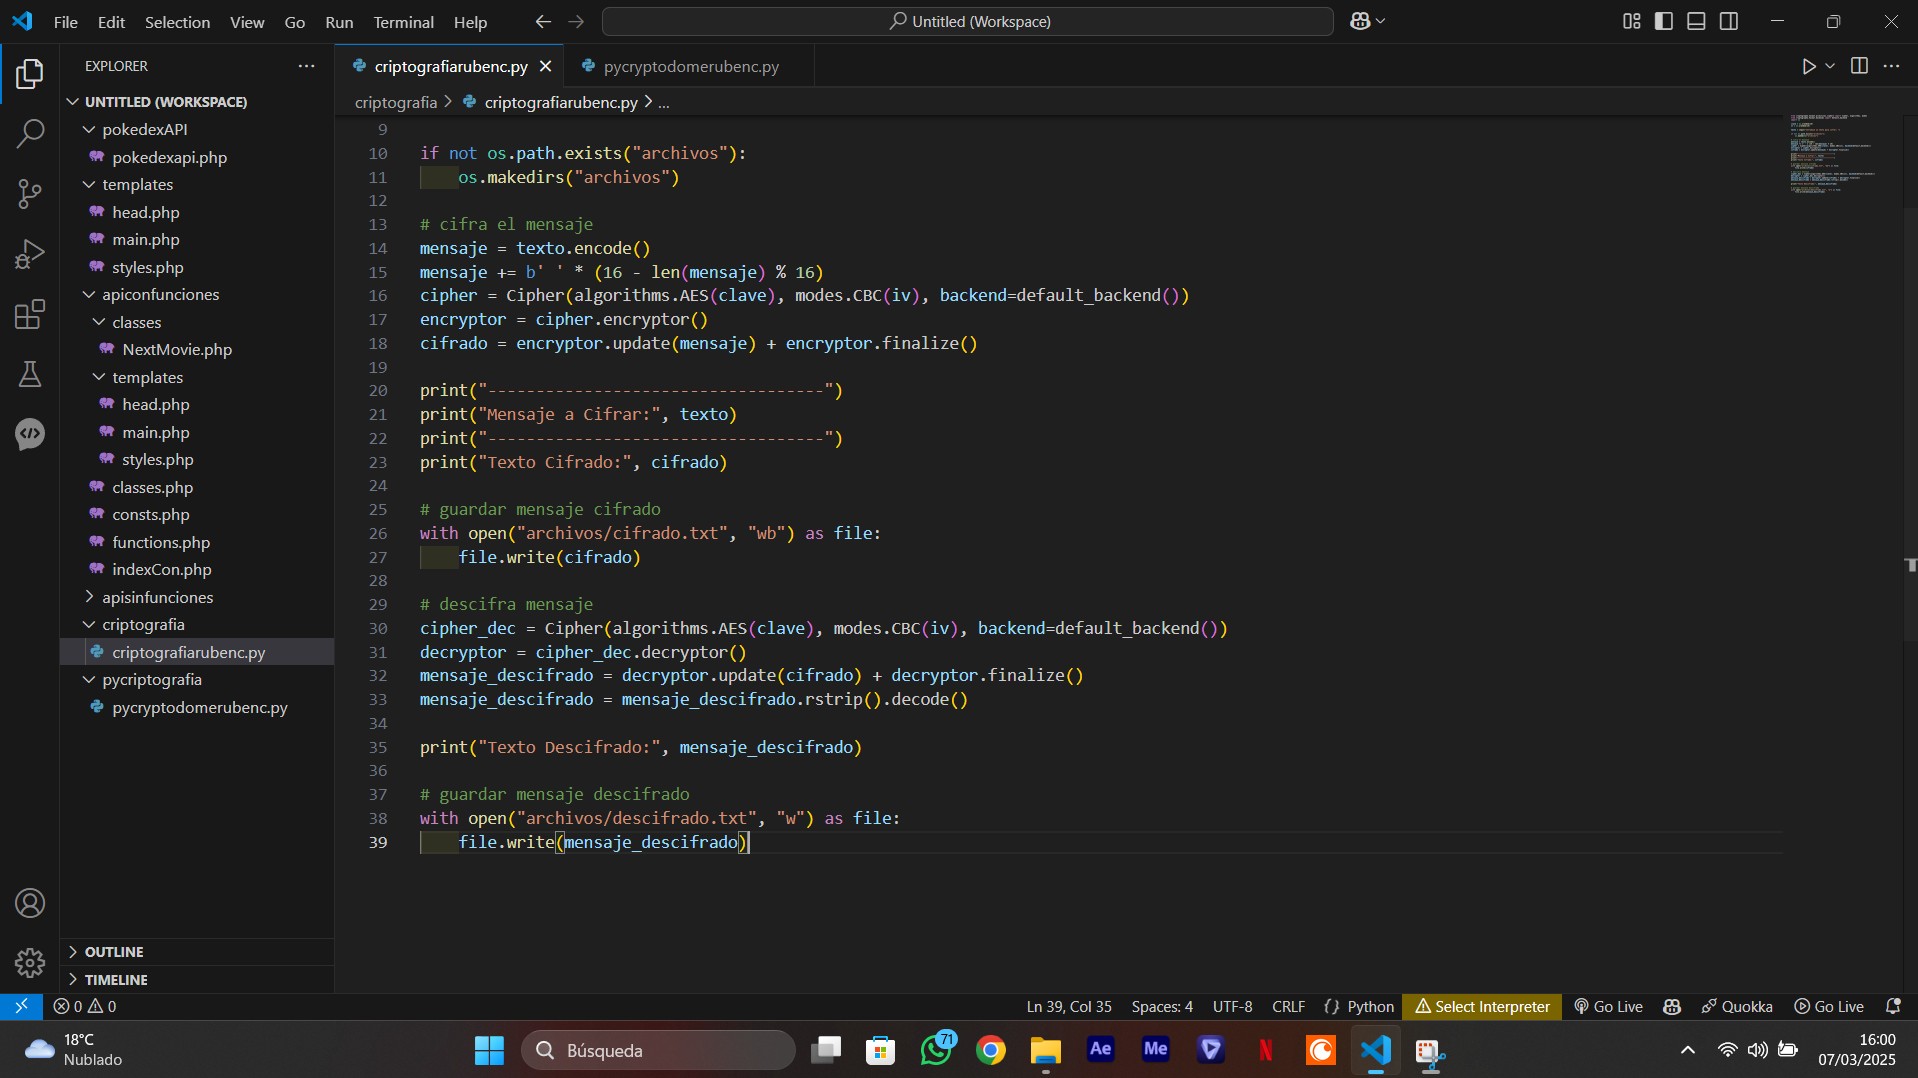 File Edit Selection View Go Run Terminal Help
Untitled (Workspace)
EXPLORER
criptografiarubenc.py
pycryptodomerubenc.py
criptografia > criptografiarubenc.py > ...
UNTITLED (WORKSPACE)
pokedexAPI
pokedexapi.php
templates
head.php
main.php
styles.php
apiconfunciones
classes
NextMovie.php
templates
head.php
main.php
styles.php
classes.php
consts.php
functions.php
indexCon.php
apisinfunciones
criptografia
criptografiarubenc.py
pycriptografia
pycryptodomerubenc.py
OUTLINE
TIMELINE
9
10 if not os.path.exists("archivos"):
11     os.makedirs("archivos")
12
13 # cifra el mensaje
14 mensaje = texto.encode()
15 mensaje += b' ' * (16 - len(mensaje) % 16)
16 cipher = Cipher(algorithms.AES(clave), modes.CBC(iv), backend=default_backend())
17 encryptor = cipher.encryptor()
18 cifrado = encryptor.update(mensaje) + encryptor.finalize()
19
20 print("-----------------------------------")
21 print("Mensaje a Cifrar:", texto)
22 print("-----------------------------------")
23 print("Texto Cifrado:", cifrado)
24
25 # guardar mensaje cifrado
26 with open("archivos/cifrado.txt", "wb") as file:
27     file.write(cifrado)
28
29 # descifra mensaje
30 cipher_dec = Cipher(algorithms.AES(clave), modes.CBC(iv), backend=default_backend())
31 decryptor = cipher_dec.decryptor()
32 mensaje_descifrado = decryptor.update(cifrado) + decryptor.finalize()
33 mensaje_descifrado = mensaje_descifrado.rstrip().decode()
34
35 print("Texto Descifrado:", mensaje_descifrado)
36
37 # guardar mensaje descifrado
38 with open("archivos/descifrado.txt", "w") as file:
39     file.write(mensaje_descifrado)
0 0
Ln 39, Col 35 Spaces: 4 UTF-8 CRLF {} Python Select Interpreter Go Live Quokka Go Live
18°C
Nublado
Búsqueda
71
Ae
Me
N
16:00
07/03/2025